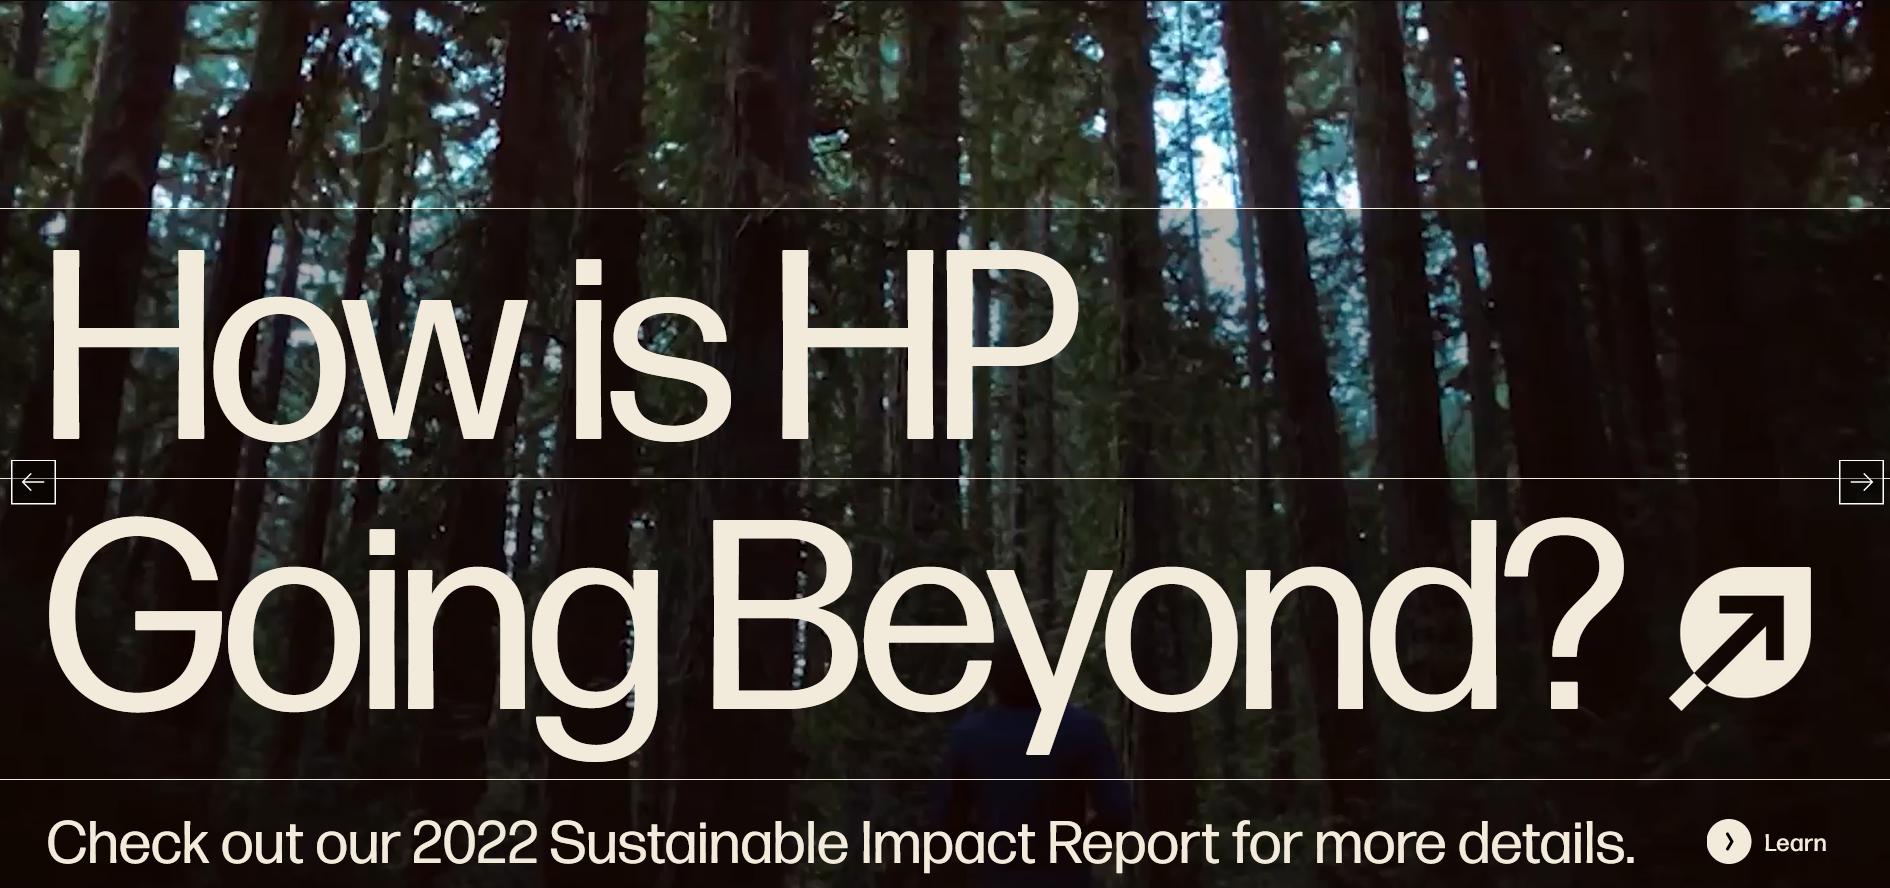 How is HP
Going Beyond?
Check out our 2022 Sustainable Impact Report for more details.
Learn